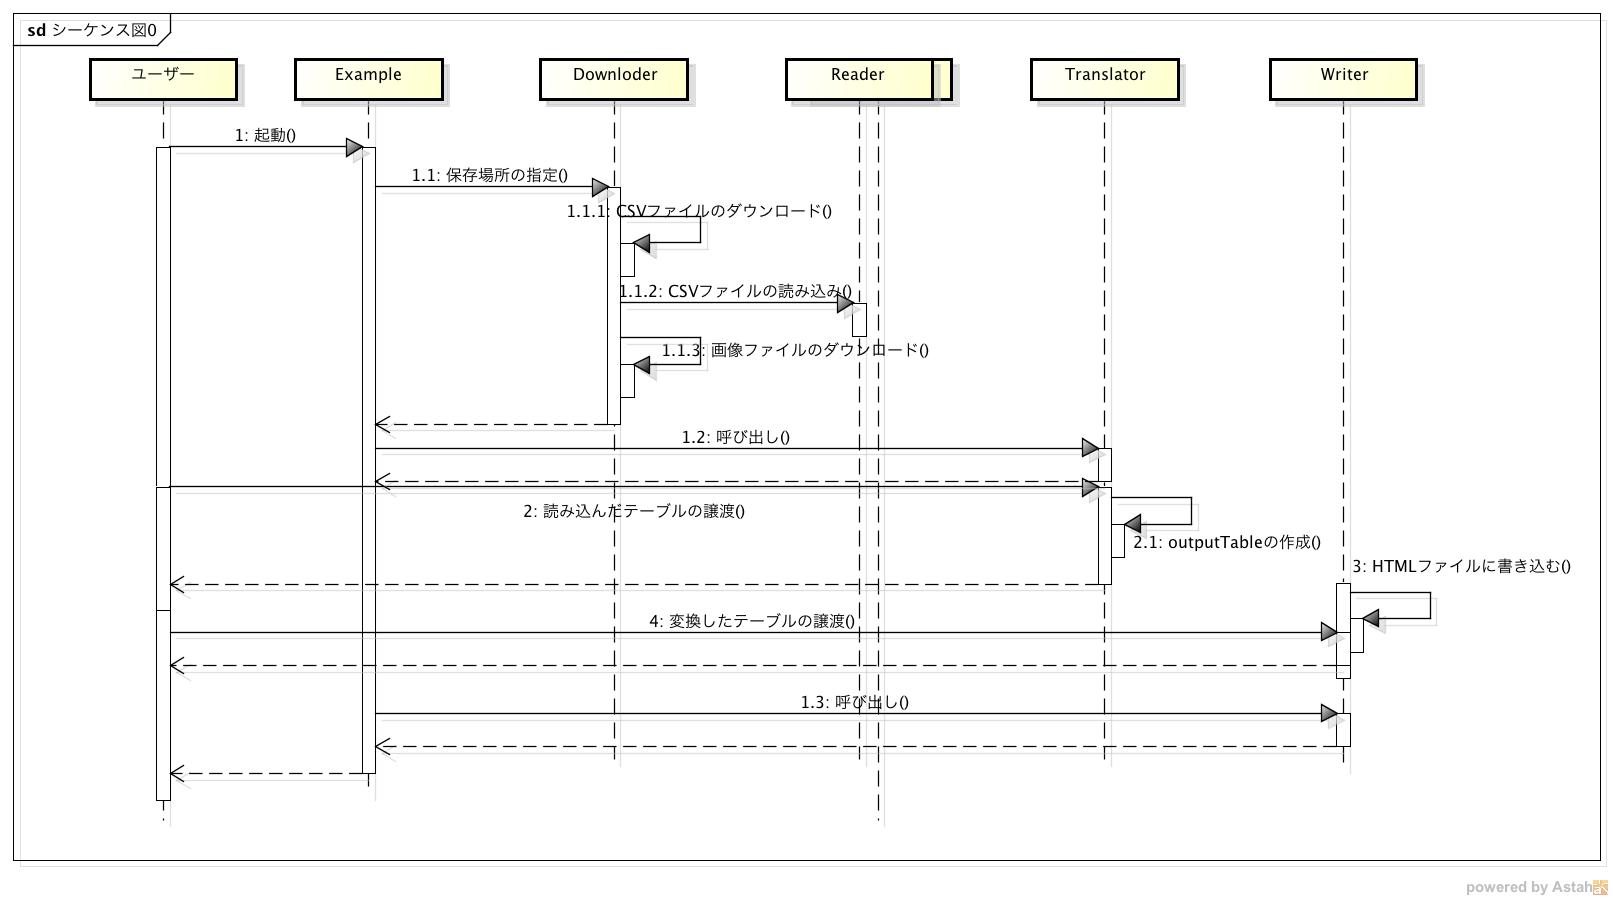 sd シーケンス図0
ユーザー
Example
Downloder
Reader
Translator
Writer
1: 起動()
1.1: 保存場所の指定()
1.1.1: CSVファイルのダウンロード()
1.1.2: CSVファイルの読み込み()
1.1.3: 画像ファイルのダウンロード()
1.2: 呼び出し()
2: 読み込んだテーブルの譲渡()
2.1: outputTableの作成()
3: HTMLファイルに書き込む()
4: 変換したテーブルの譲渡()
1.3: 呼び出し()
powered by Astah